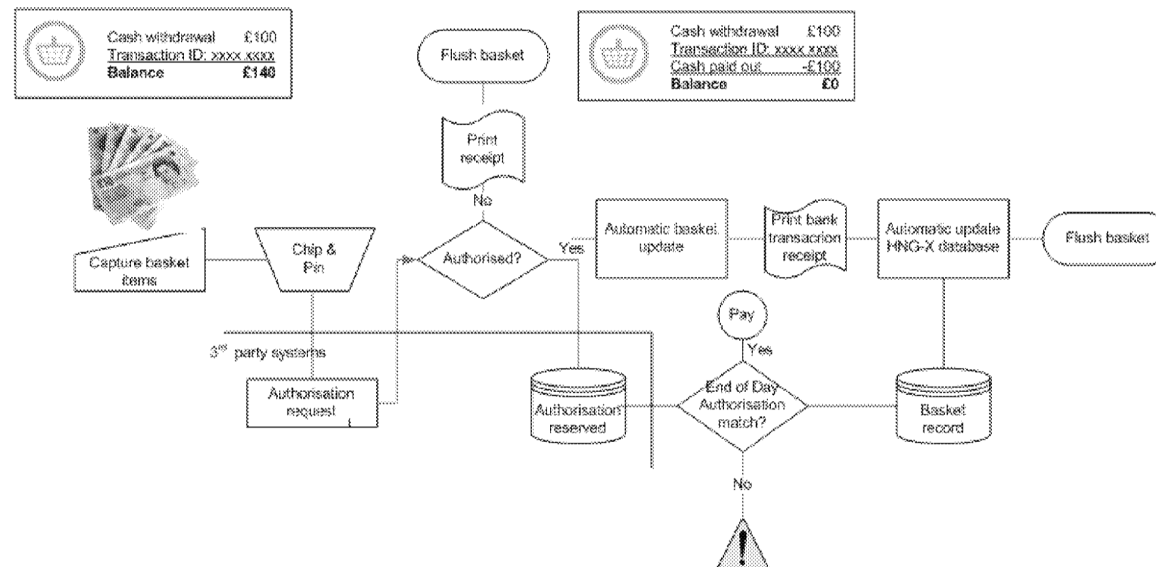 Cash withdrawal £100
Transaction ID: xxxx xxxx
Balance £140
Flush basket
Cash withdrawal £100
Transaction ID: xxxx xxxx
Cash paid out -£100
Balance £0
Print
receipt
No
Capture basket
items
Chip &
Pin
Authorised?
Yes
Automatic basket
update
Print bank
transacrion
receipt
Automatic update
HNG-X database
Flush basket
3rd party systems
Authorisation
request
Pay
Yes
Authorisation
reserved
End of Day
Authorisation
match?
Basket
record
No
!